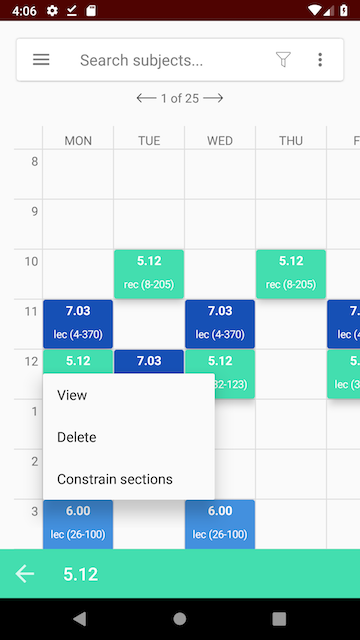 4:06
Search subjects...
1 of 25
MON TUE WED THU F
8
9
10
5.12 5.12
rec (8-205) rec (8-205)
11
7.03 7.03 7.
lec (4-370) lec (4-370) lec (4
12
5.12 7.03 5.12 5.
32-123) lec (3
View
1
Delete
2
Constrain sections
3
6.00 6.00
lec (26-100) lec (26-100)
5.12